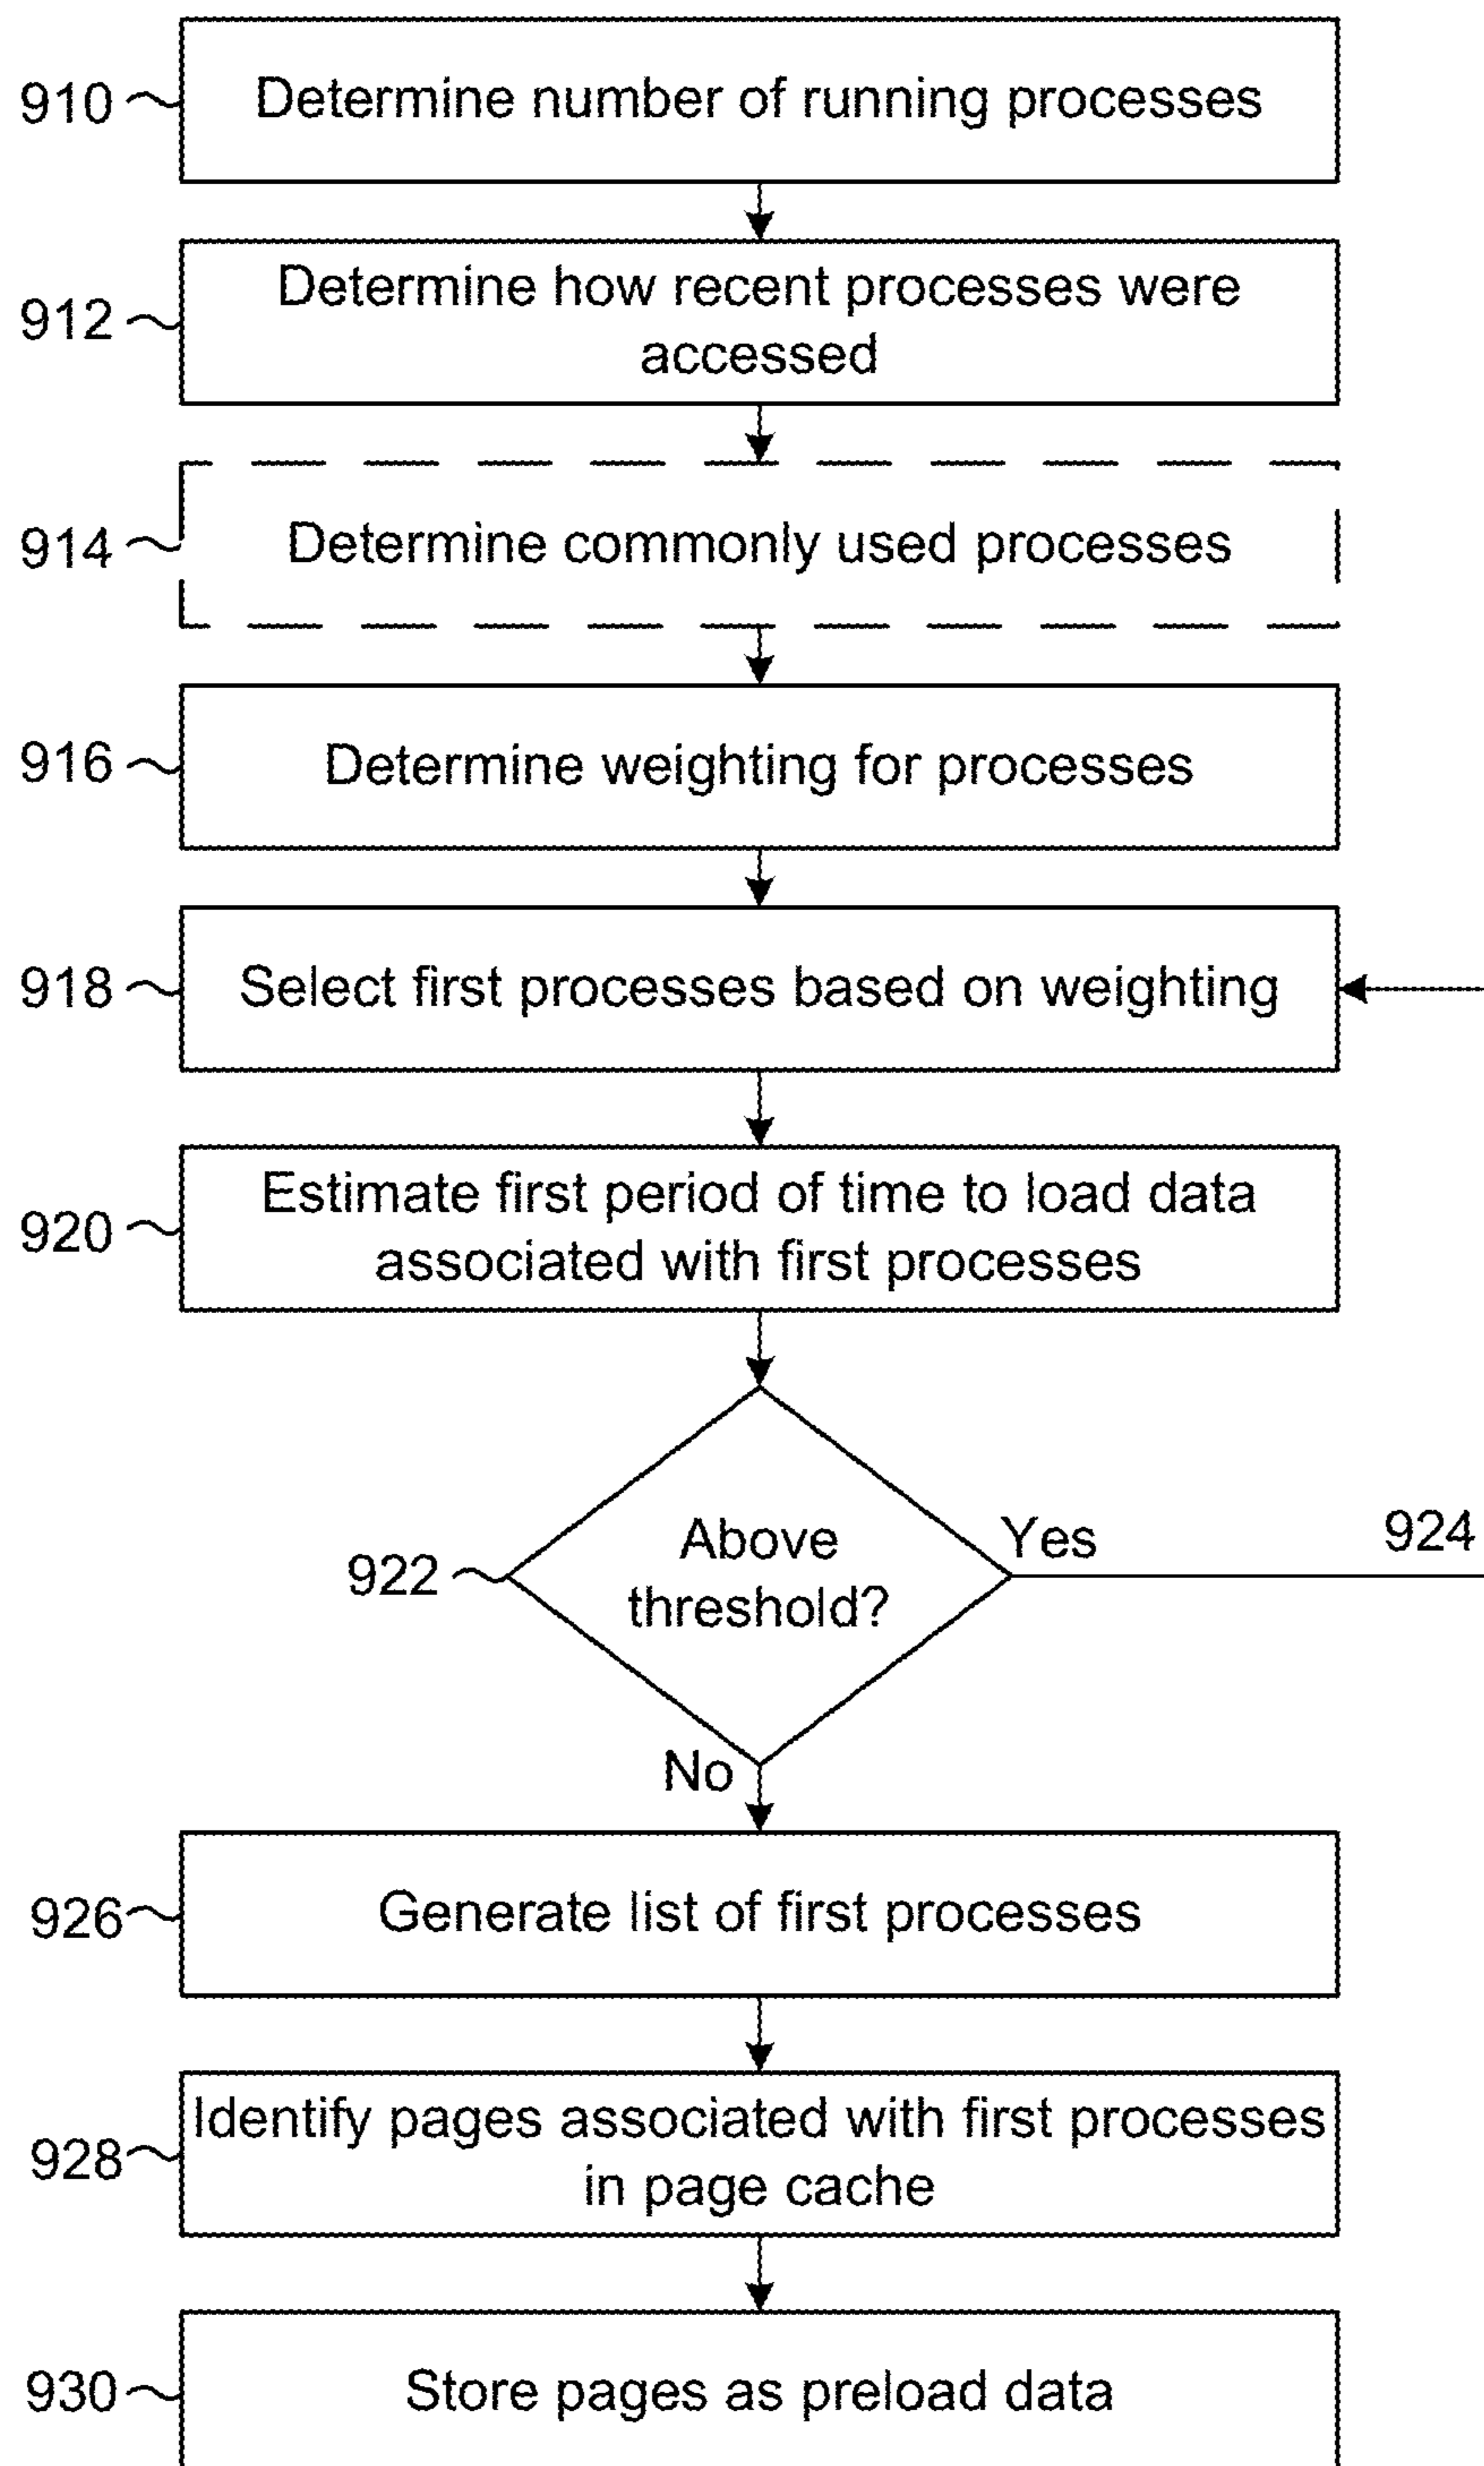 910
Determine number of running processes
912
Determine how recent processes were
accessed
914
Determine commonly used processes
916
Determine weighting for processes
918
Select first processes based on weighting
920
Estimate first period of time to load data
associated with first processes
922
Above
threshold?
Yes
924
No
926
Generate list of first processes
928
Identify pages associated with first processes
in page cache
930
Store pages as preload data